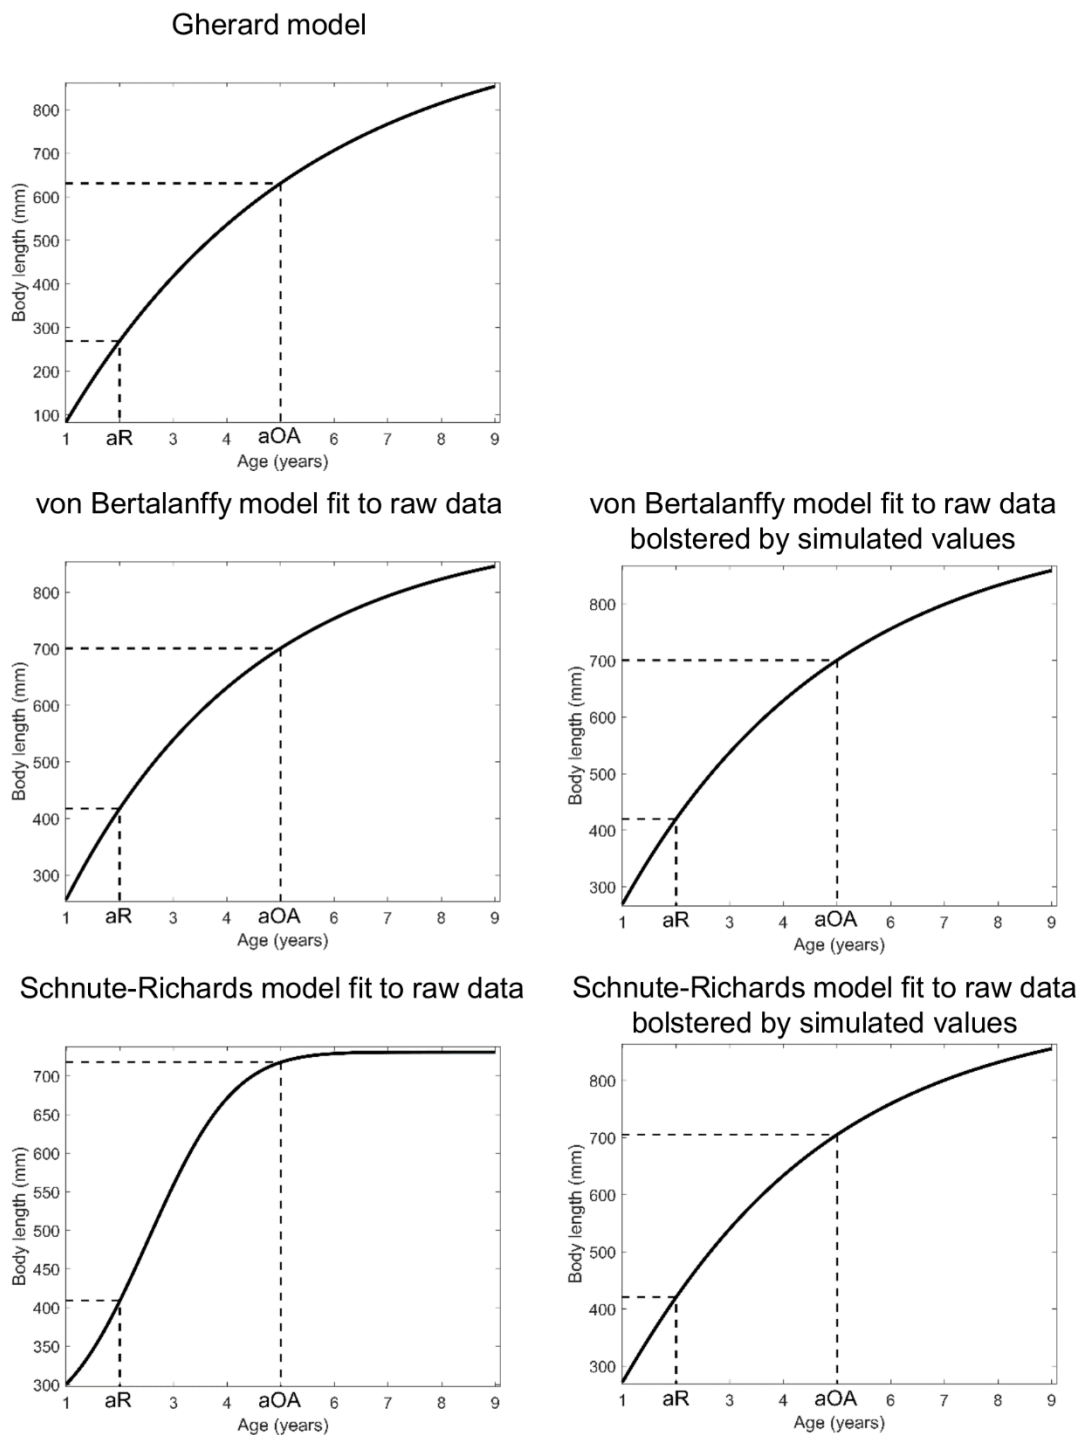 Gherard model
800
700
600
500
400
300
200
100
Body length (mm)
1 aR 3 4 aOA 6 7 8 9
Age (years)
von Bertalanffy model fit to raw data
800
700
600
500
400
300
Body length (mm)
1 aR 3 4 aOA 6 7 8 9
Age (years)
von Bertalanffy model fit to raw data
bolstered by simulated values
800
700
600
500
400
300
Body length (mm)
1 aR 3 4 aOA 6 7 8 9
Age (years)
Schnute-Richards model fit to raw data
700
650
600
550
500
450
400
350
300
Body length (mm)
1 aR 3 4 aOA 6 7 8 9
Age (years)
Schnute-Richards model fit to raw data
bolstered by simulated values
800
700
600
500
400
300
Body length (mm)
1 aR 3 4 aOA 6 7 8 9
Age (years)